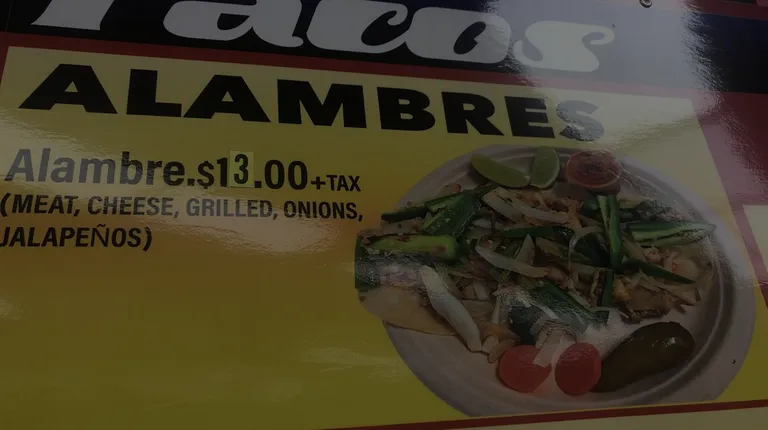 Tacos
ALAMBRES
Alambre.$13.00+TAX
(MEAT, CHEESE, GRILLED, ONIONS,
JALAPEÑOS)